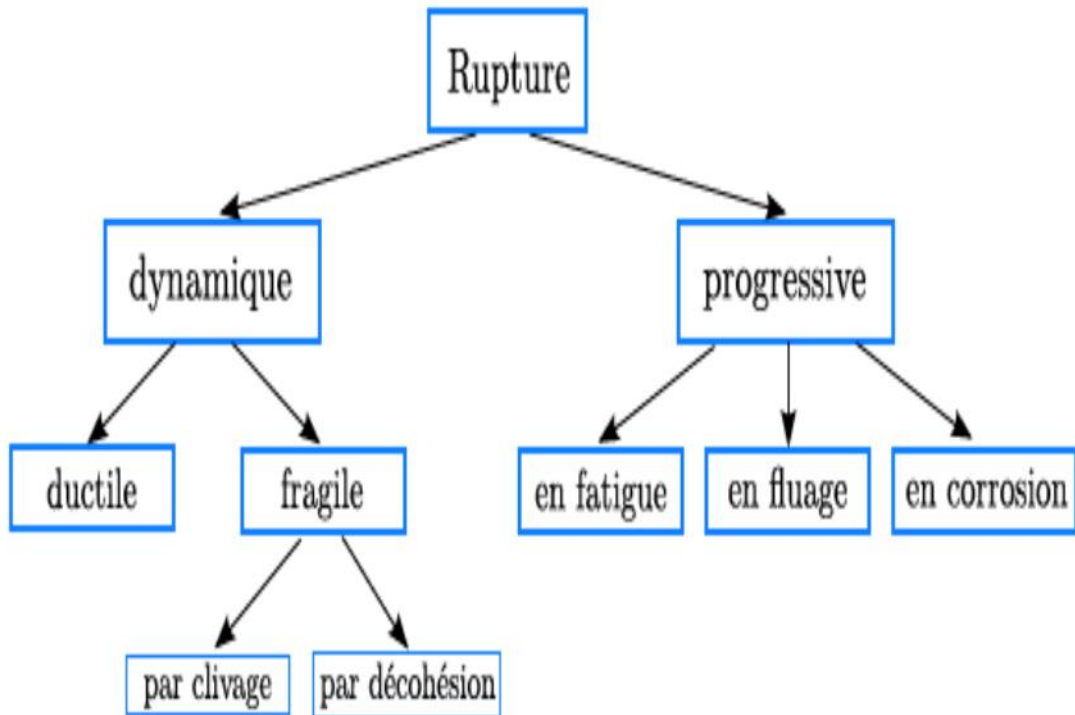 Rupture
dynamique
progressive
ductile
fragile
en fatigue
en fluage
en corrosion
par clivage
par décohésion